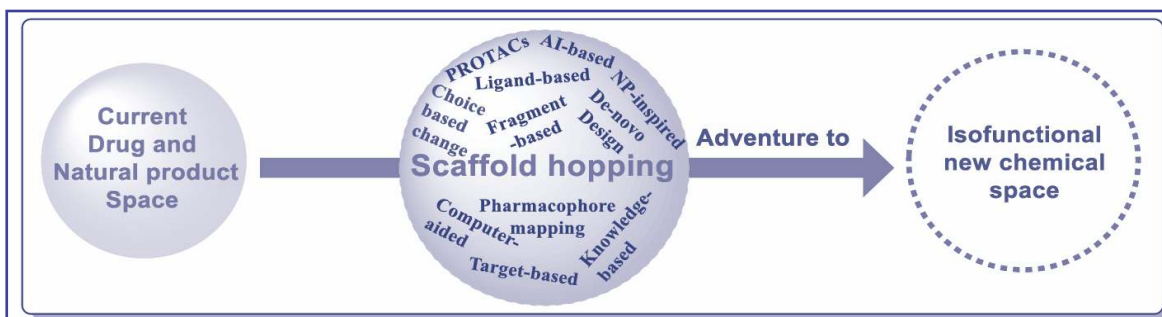 Current
Drug and
Natural product
Space
PROTACs
AI-based
Ligand-based
NP-inspired
Choice
based
change
Fragment
-based
De-novo
Design
Scaffold hopping
Pharmacophore
mapping
Computer-
aided
Knowledge-
based
Target-based
Adventure to
Isofunctional
new chemical
space